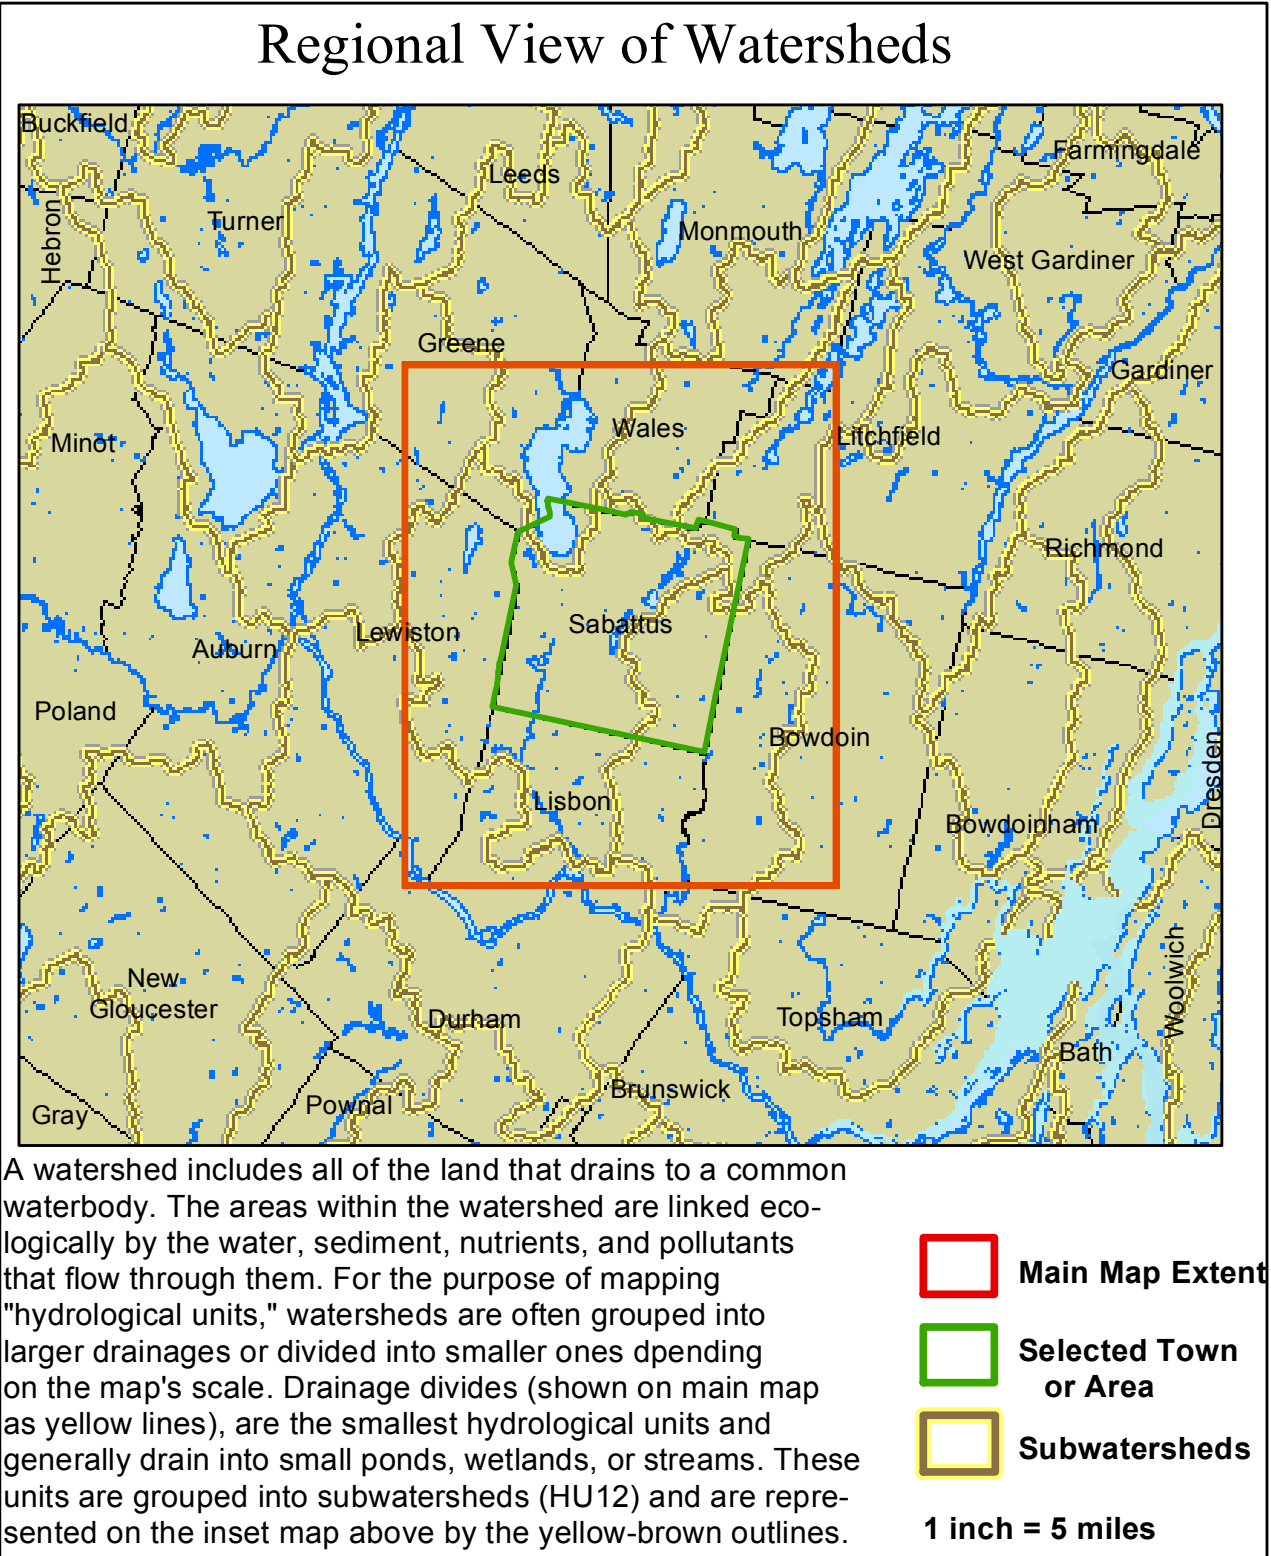 Regional View of Watersheds
Buckfield
Farmingdale
Leeds
Hebron
Turner
Monmouth
West Gardiner
Greene
Gardiner
Minot
Wales
Litchfield
Richmond
Sabattus
Lewiston
Auburn
Poland
Bowdoin
Dresden
Lisbon
Bowdoinham
Woolwich
New
Gloucester
Durham
Topsham
Bath
Brunswick
Pownal
Gray
A watershed includes all of the land that drains to a common
waterbody. The areas within the watershed are linked eco-
logically by the water, sediment, nutrients, and pollutants
that flow through them. For the purpose of mapping
"hydrological units," watersheds are often grouped into
larger drainages or divided into smaller ones dpending
on the map's scale. Drainage divides (shown on main map
as yellow lines), are the smallest hydrological units and
generally drain into small ponds, wetlands, or streams. These
units are grouped into subwatersheds (HU12) and are repre-
sented on the inset map above by the yellow-brown outlines.
Main Map Extent
Selected Town
or Area
Subwatersheds
1 inch = 5 miles